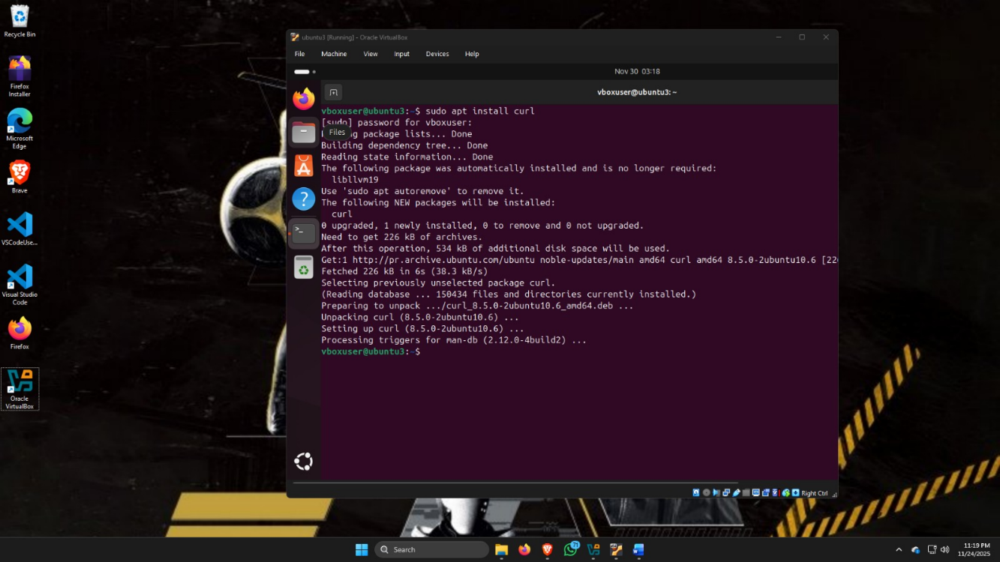 Recycle Bin
Firefox
Installer
Microsoft
Edge
Brave
VSCodeUse...
Visual Studio
Code
Firefox
Oracle
VirtualBox
ubuntu3 [Running] - Oracle VirtualBox
File Machine View Input Devices Help
Nov 30 03:18
vboxuser@ubuntu3: ~
vboxuser@ubuntu3:~$ sudo apt install curl
[sudo] password for vboxuser:
Files
ng package lists... Done
Building dependency tree... Done
Reading state information... Done
The following package was automatically installed and is no longer required:
libllvm19
Use 'sudo apt autoremove' to remove it.
The following NEW packages will be installed:
curl
0 upgraded, 1 newly installed, 0 to remove and 0 not upgraded.
Need to get 226 kB of archives.
After this operation, 534 kB of additional disk space will be used.
Get:1 http://pr.archive.ubuntu.com/ubuntu noble-updates/main amd64 curl amd64 8.5.0-2ubuntu10.6 [226
Fetched 226 kB in 6s (38.3 kB/s)
Selecting previously unselected package curl.
(Reading database ... 150434 files and directories currently installed.)
Preparing to unpack .../curl_8.5.0-2ubuntu10.6_amd64.deb ...
Unpacking curl (8.5.0-2ubuntu10.6) ...
Setting up curl (8.5.0-2ubuntu10.6) ...
Processing triggers for man-db (2.12.0-4build2) ...
vboxuser@ubuntu3:~$
Right Ctrl
Search
71
11:19 PM
11/24/2025